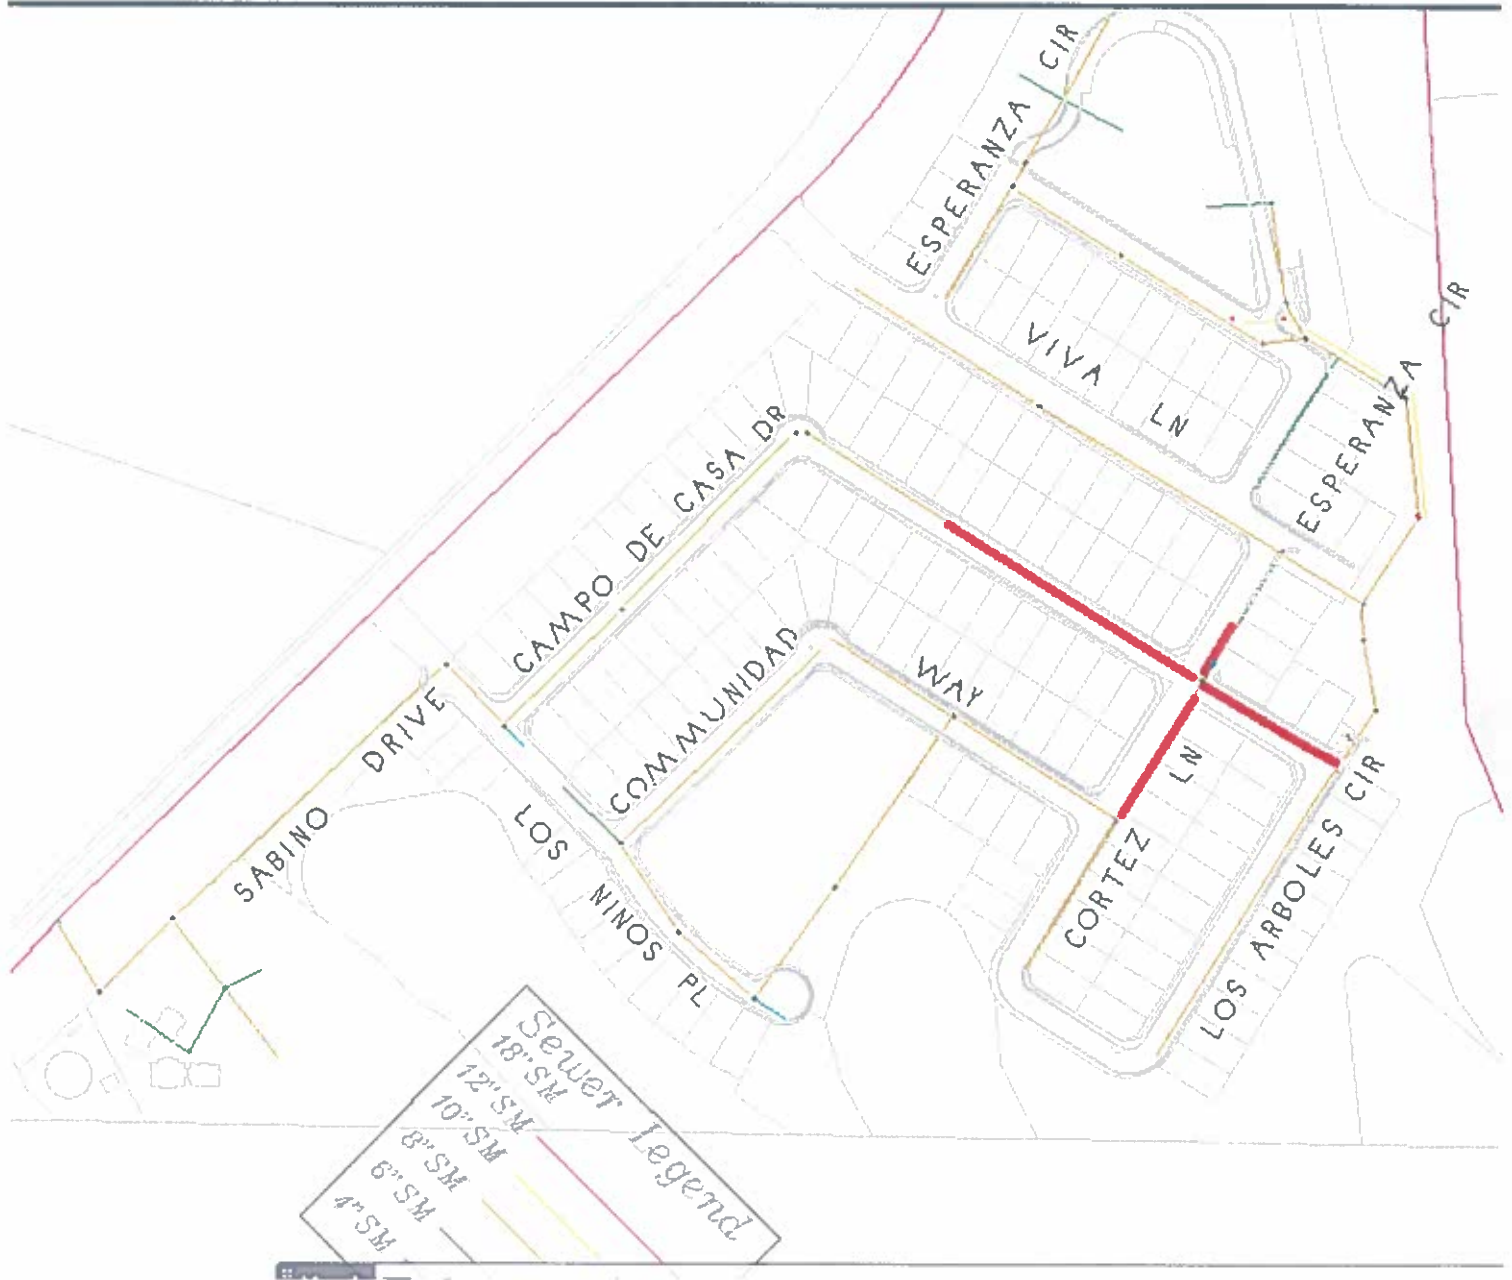 ESPERANZA CIR
ESPERANZA CIR
VIVA LN
CAMPO DE CASA DR
COMMUNIDAD WAY
SABINO DRIVE
LOS NINOS PL
CORTEZ LN
LOS ARBOLES CIR
Sewer Legend
18"SM
12"SM
10"SM
8"SM
6"SM
4"SM